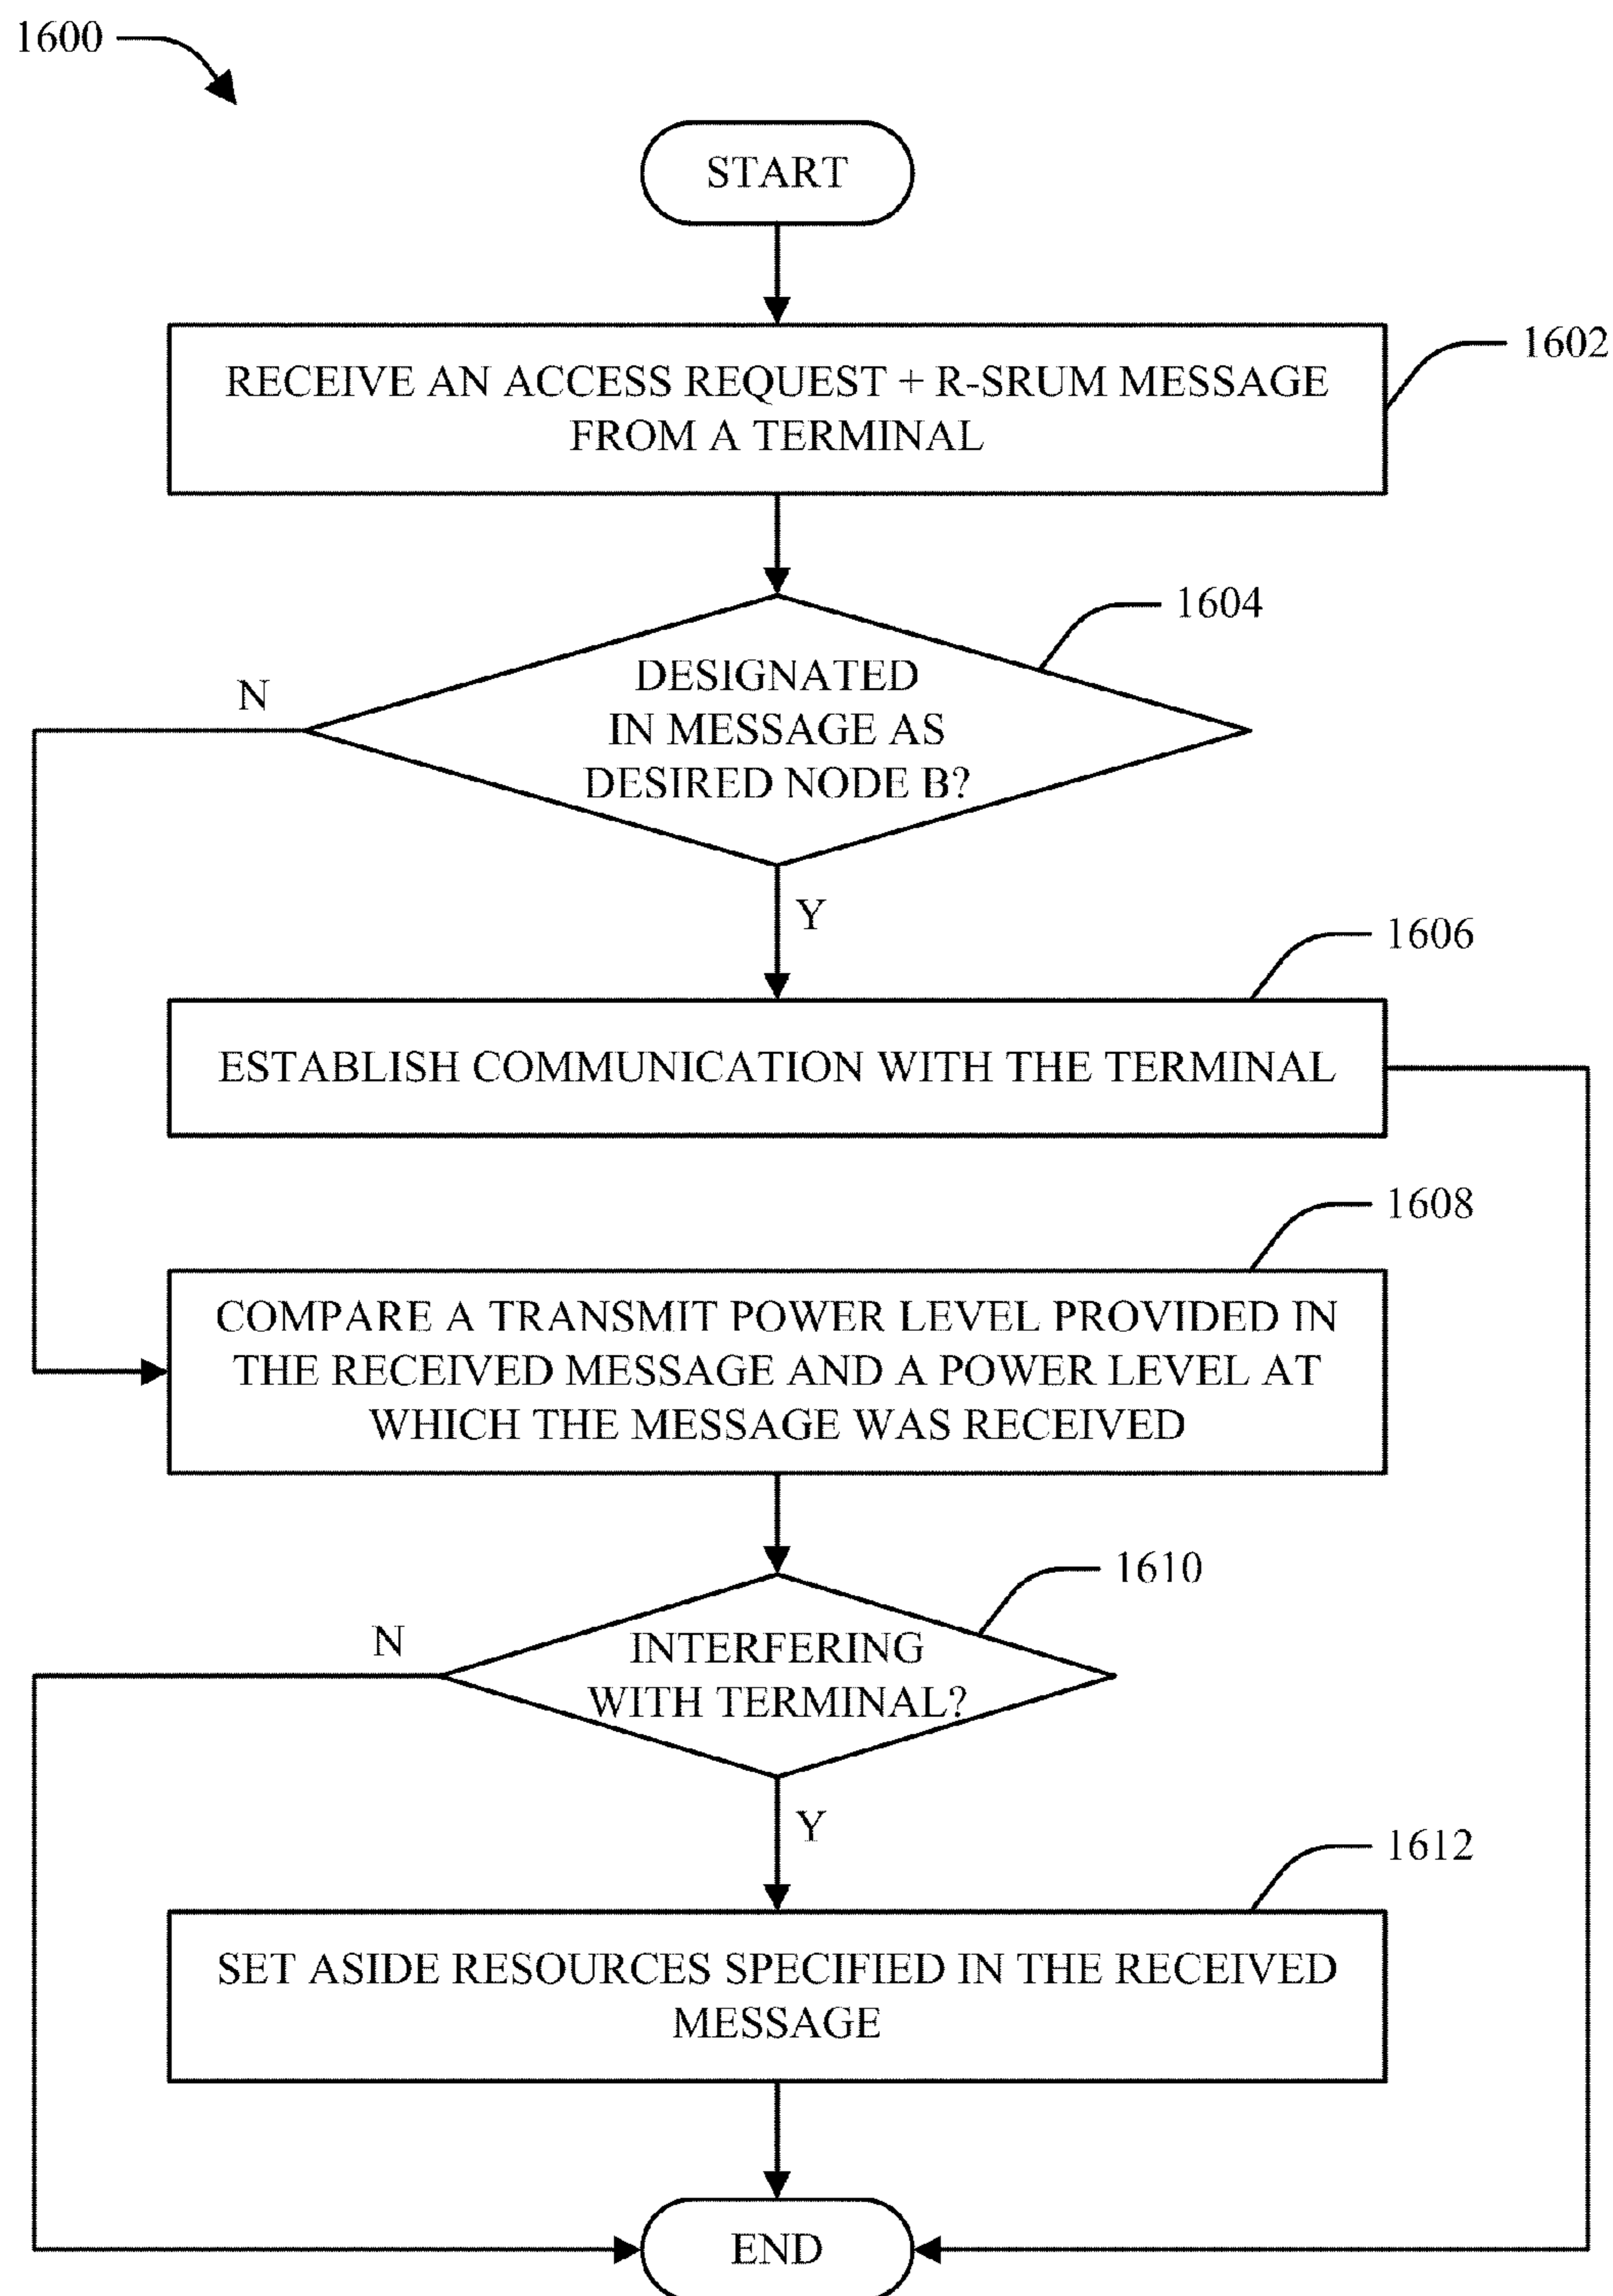 1600
START
RECEIVE AN ACCESS REQUEST + R-SRUM MESSAGE
FROM A TERMINAL
1602
1604
DESIGNATED
IN MESSAGE AS
DESIRED NODE B?
N
Y
1606
ESTABLISH COMMUNICATION WITH THE TERMINAL
1608
COMPARE A TRANSMIT POWER LEVEL PROVIDED IN
THE RECEIVED MESSAGE AND A POWER LEVEL AT
WHICH THE MESSAGE WAS RECEIVED
1610
INTERFERING
WITH TERMINAL?
N
Y
1612
SET ASIDE RESOURCES SPECIFIED IN THE RECEIVED
MESSAGE
END